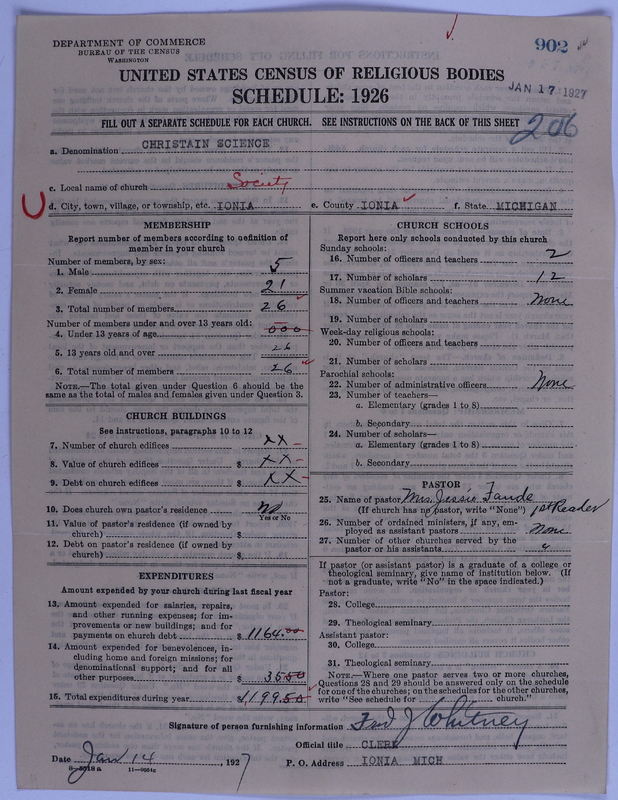 DEPARTMENT OF COMMERCE
BUREAU OF THE CENSUS
WASHINGTON
902
UNITED STATES CENSUS OF RELIGIOUS BODIES
SCHEDULE: 1926
JAN 17 1927
FILL OUT A SEPARATE SCHEDULE FOR EACH CHURCH. SEE INSTRUCTIONS ON THE BACK OF THIS SHEET
206
a. Denomination CHRISTAIN SCIENCE
c. Local name of church Society
d. City, town, village, or township, etc. IONIA e. County IONIA f. State MICHIGAN
MEMBERSHIP
Report number of members according to definition of
member in your church
Number of members, by sex:
1. Male 5
2. Female 21
3. Total number of members 26
Number of members under and over 13 years old:
4. Under 13 years of age 000
5. 13 years old and over 26
6. Total number of members 26
NOTE.—The total given under Question 6 should be
same as the total of males and females given under Question 3.
CHURCH BUILDINGS
See instructions, paragraphs 10 to 12
7. Number of church edifices XX
8. Value of church edifices $ XX
9. Debt on church edifices $ XX
10. Does church own pastor's residence no
Yes or No
11. Value of pastor's residence (if owned by
church) $
12. Debt on pastor's residence (if owned by
church) $
EXPENDITURES
Amount expended by your church during last fiscal year
13. Amount expended for salaries, repairs,
and other running expenses; for im-
provements or new buildings; and for
payments on church debt $ 1164.00
14. Amount expended for benevolences, in-
cluding home and foreign missions; for
denominational support; and for all
other purposes $ 35 50
15. Total expenditures during year $ 1199.50
CHURCH SCHOOLS
Report here only schools conducted by this church
Sunday schools:
16. Number of officers and teachers 2
17. Number of scholars 12
Summer vacation Bible schools:
18. Number of officers and teachers None
19. Number of scholars
Week-day religious schools:
20. Number of officers and teachers
21. Number of scholars
Parochial schools:
22. Number of administrative officers None
23. Number of teachers—
a. Elementary (grades 1 to 8)
b. Secondary
24. Number of scholars—
a. Elementary (grades 1 to 8)
b. Secondary
PASTOR
25. Name of pastor Mrs. Jessie
(If church has no pastor, write "None") 1st Reader
26. Number of ordained ministers, if any, em-
ployed as assistant pastors None
27. Number of other churches served by the
pastor or his assistants "
If pastor (or assistant pastor) is a graduate of a college or
theological seminary, give name of institution below. (If
not a graduate, write "No" in the space indicated.)
Pastor:
28. College
29. Theological seminary
Assistant pastor:
30. College
31. Theological seminary
NOTE.—Where one pastor serves two or more churches,
Questions 28 and 29 should be answered only on the schedule
for one of the churches; on the schedules for the other churches,
write "See schedule for church."
Signature of person furnishing information Fred J Whitney
Official title CLERK
Date Jan 14, 1927 P. O. Address IONIA MICH